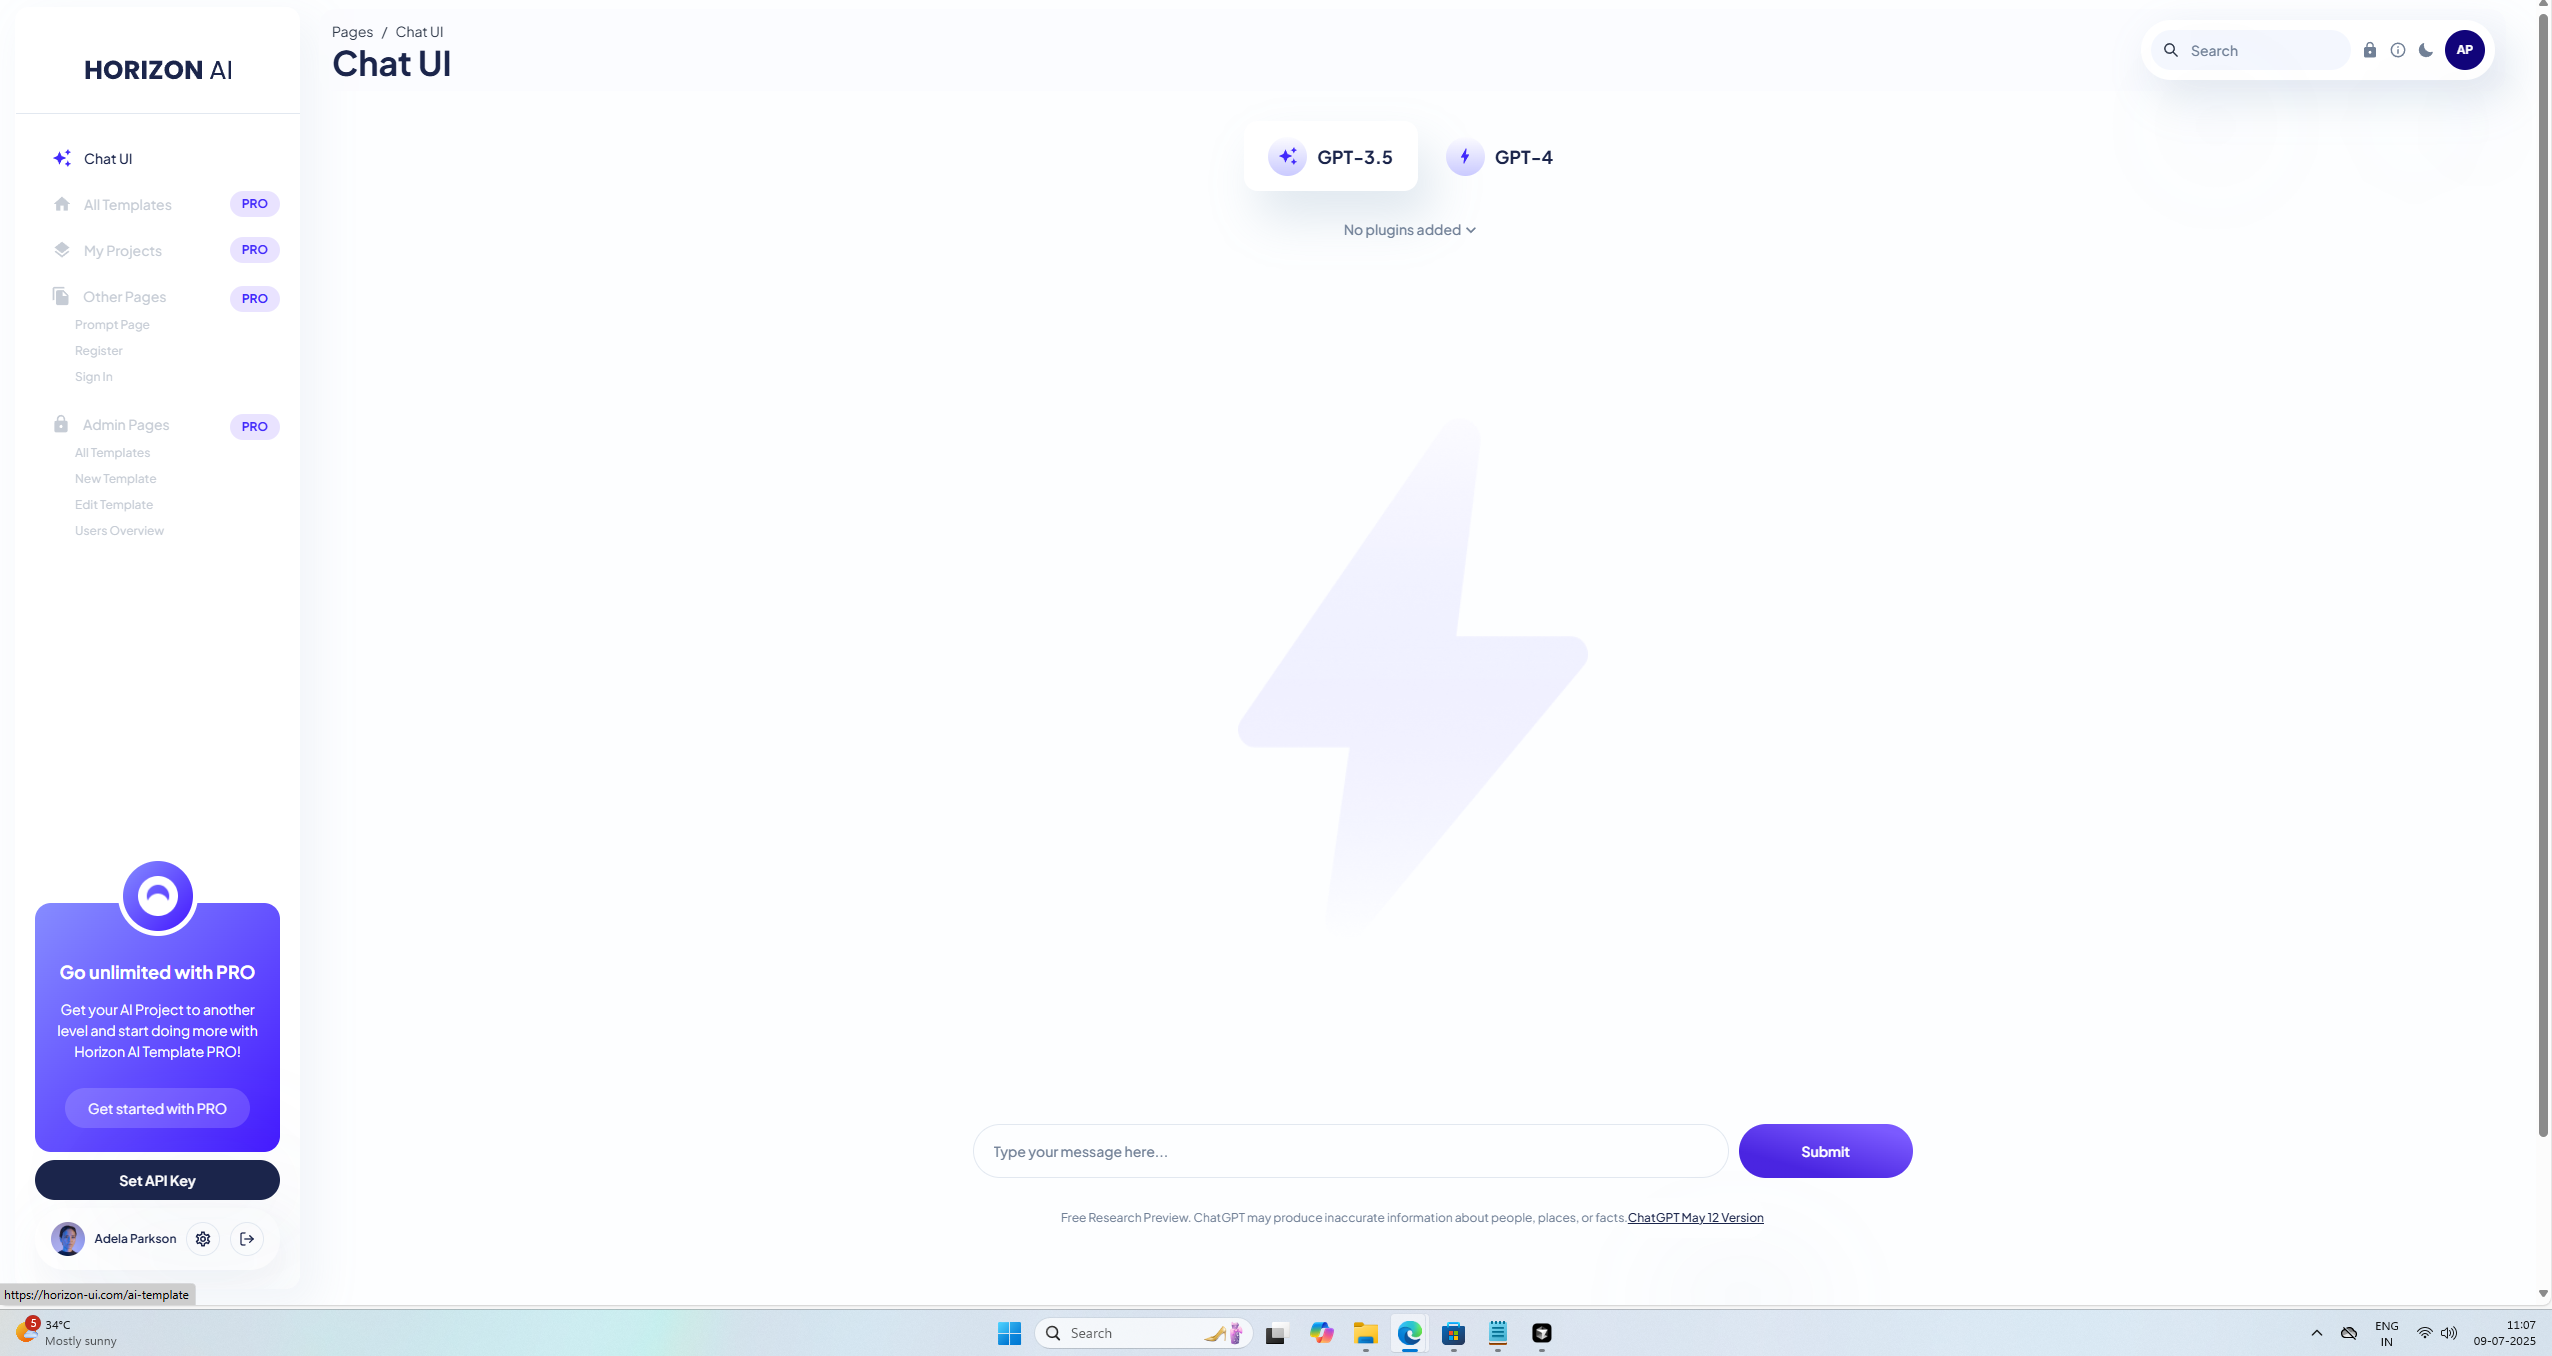 HORIZON AI
Chat UI
All Templates PRO
My Projects PRO
Other Pages PRO
Prompt Page
Register
Sign In
Admin Pages PRO
All Templates
New Template
Edit Template
Users Overview
Go unlimited with PRO
Get your AI Project to another
level and start doing more with
Horizon AI Template PRO!
Get started with PRO
Set API Key
Adela Parkson
https://horizon-ui.com/ai-template
Pages / Chat UI
Chat UI
Search
AP
GPT-3.5
GPT-4
No plugins added
Type your message here...
Submit
Free Research Preview. ChatGPT may produce inaccurate information about people, places, or facts. ChatGPT May 12 Version
5
34°C
Mostly sunny
Search
ENG
IN
11:07
09-07-2025